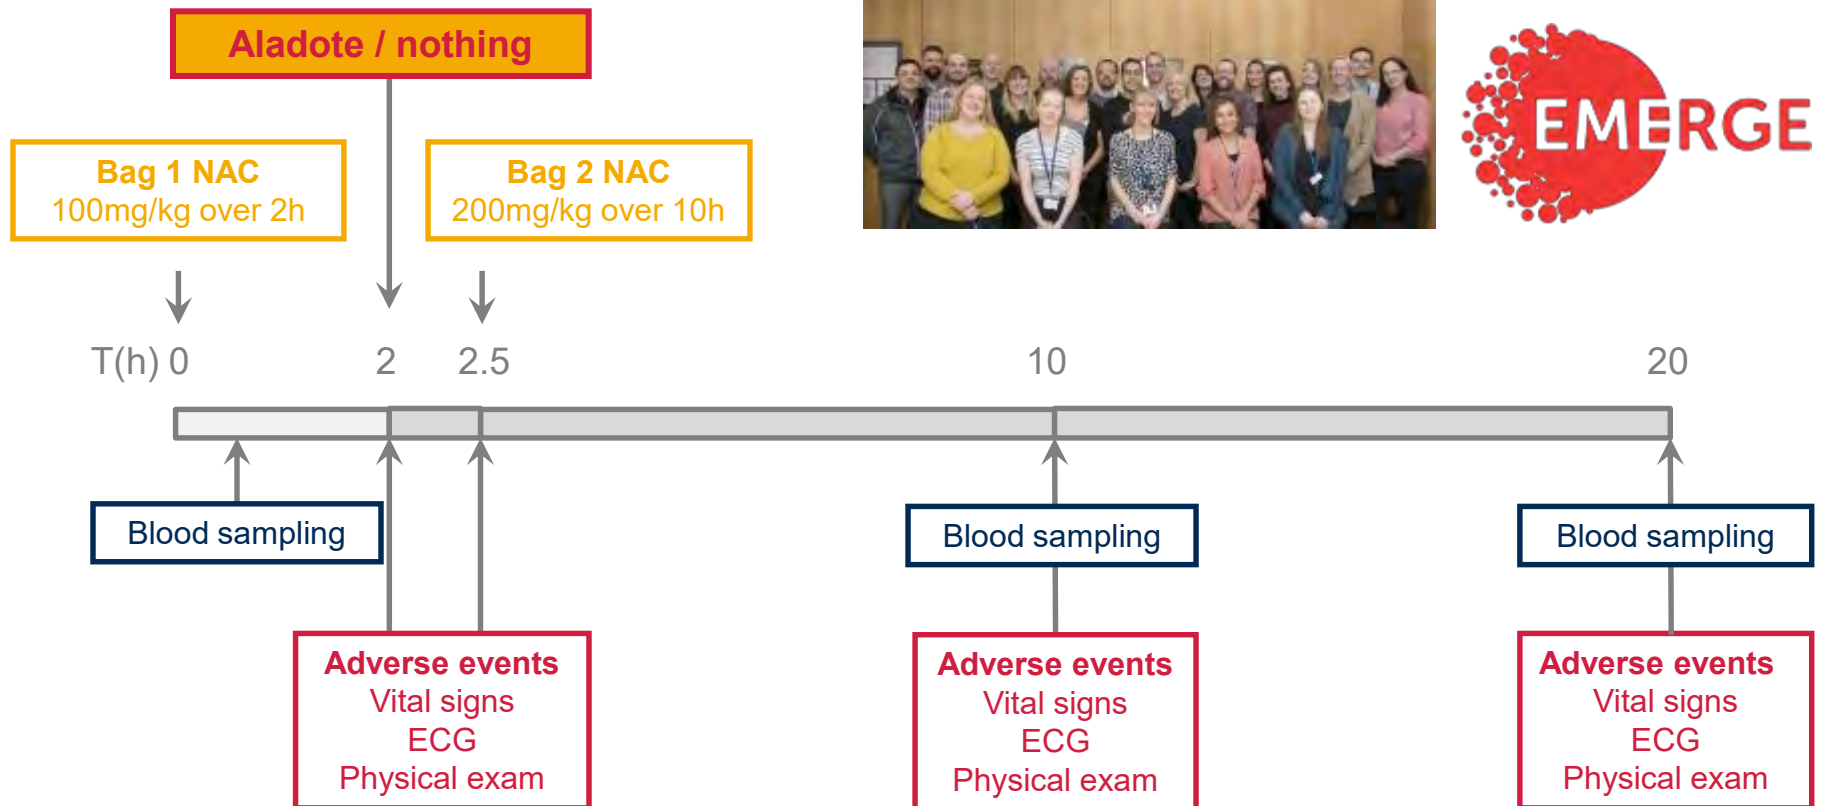 Aladote / nothing
EMERGE
Bag 1 NAC
100mg/kg over 2h
Bag 2 NAC
200mg/kg over 10h
T(h) 0 2 2.5 10 20
Blood sampling
Blood sampling
Blood sampling
Adverse events
Vital signs
ECG
Physical exam
Adverse events
Vital signs
ECG
Physical exam
Adverse events
Vital signs
ECG
Physical exam